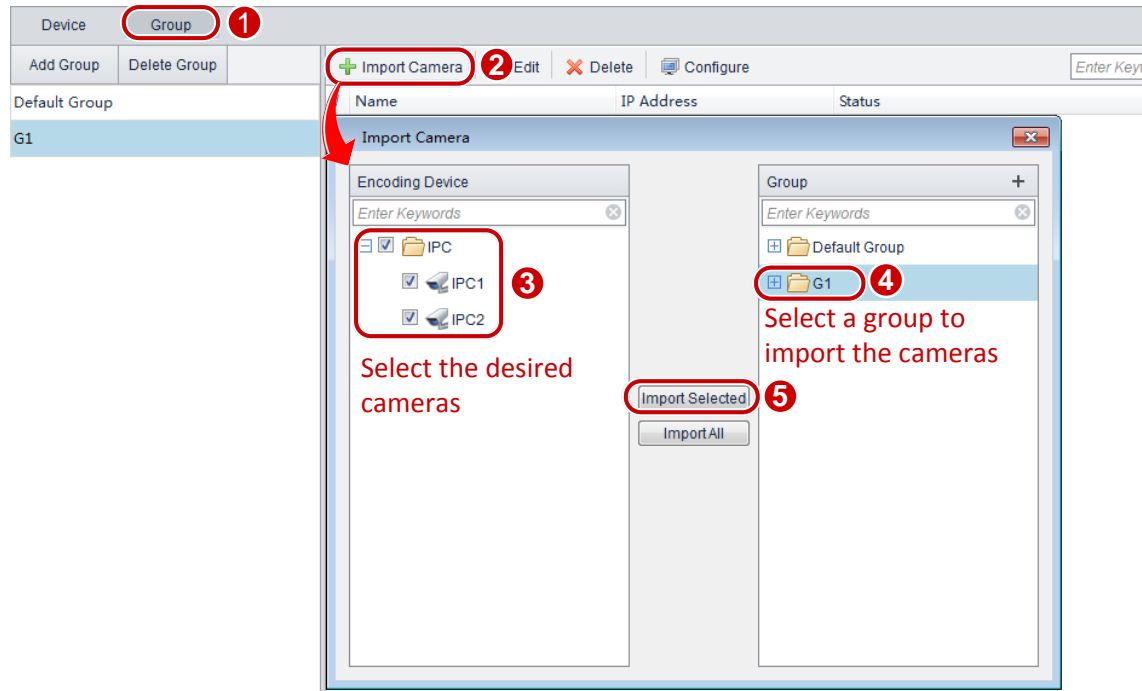 Device Group 1
Add Group Delete Group Import Camera 2 Edit Delete Configure Enter Key
Default Group Name IP Address Status
G1 Import Camera
Encoding Device Group +
Enter Keywords Enter Keywords
IPC Default Group
IPC1 3 G1 4
IPC2 Select a group to
import the cameras
Select the desired
cameras
Import Selected 5
Import All